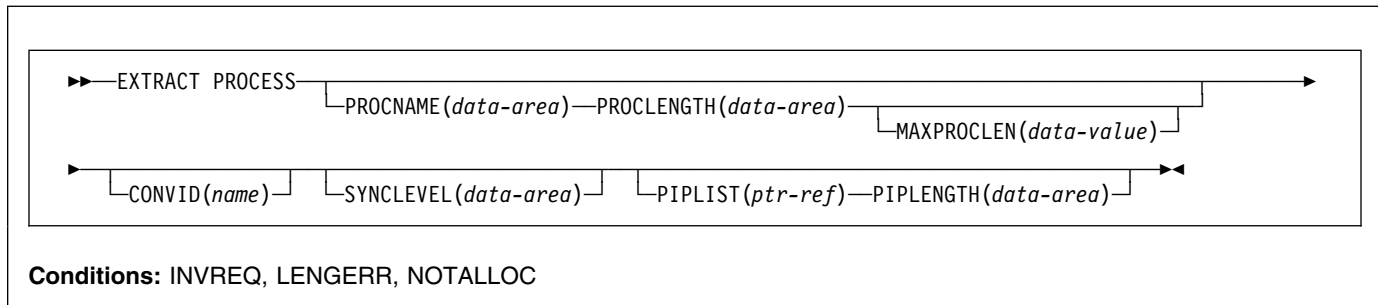 EXTRACT PROCESS
PROCNAME(data-area) PROCLENGTH(data-area)
MAXPROCLEN(data-value)
CONVID(name) SYNCLEVEL(data-area) PIPLIST(ptr-ref) PIPLENGTH(data-area)
Conditions: INVREQ, LENGERR, NOTALLOC